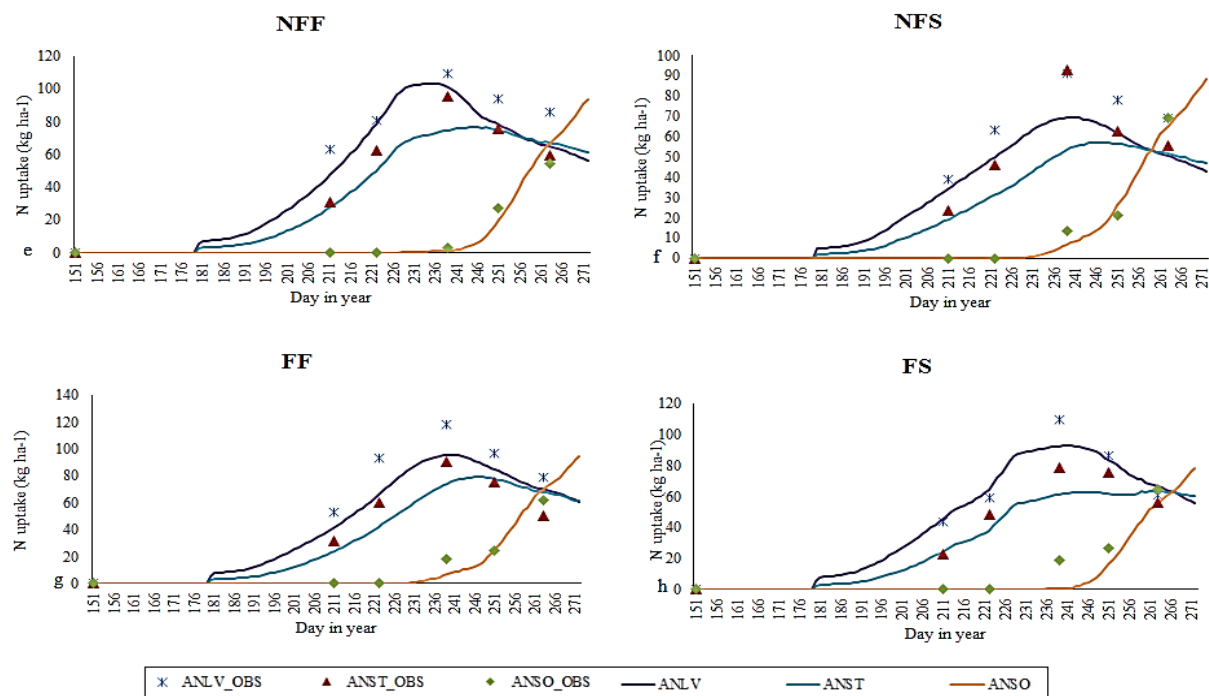 NFF
120
100
80
60
40
20
0
N uptake (kg ha-1)
e
151 156 161 166 171 176 181 186 191 196 201 206 211 216 221 226 231 236 241 246 251 256 261 266 271
Day in year
NFS
100
90
80
70
60
50
40
30
20
10
0
N uptake (kg ha-1)
f
151 156 161 166 171 176 181 186 191 196 201 206 211 216 221 226 231 236 241 246 251 256 261 266 271
Day in year
FF
140
120
100
80
60
40
20
0
N uptake (kg ha-1)
g
151 156 161 166 171 176 181 186 191 196 201 206 211 216 221 226 231 236 241 246 251 256 261 266 271
Day in year
FS
120
100
80
60
40
20
0
N uptake (kg ha-1)
h
151 156 161 166 171 176 181 186 191 196 201 206 211 216 221 226 231 236 241 246 251 256 261 266 271
Day in year
ANLV_OBS ANST_OBS ANSO_OBS ANLV ANST ANSO